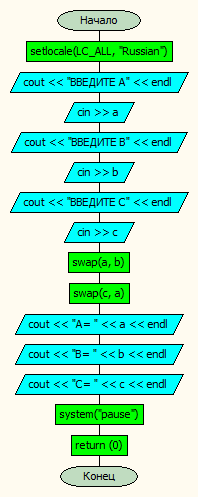 Начало
setlocale(LC_ALL, "Russian")
cout << "ВВЕДИТЕ A" << endl
cin >> a
cout << "ВВЕДИТЕ B" << endl
cin >> b
cout << "ВВЕДИТЕ C" << endl
cin >> c
swap(a, b)
swap(c, a)
cout << "A= " << a << endl
cout << "B= " << b << endl
cout << "C= " << c << endl
system("pause")
return (0)
Конец